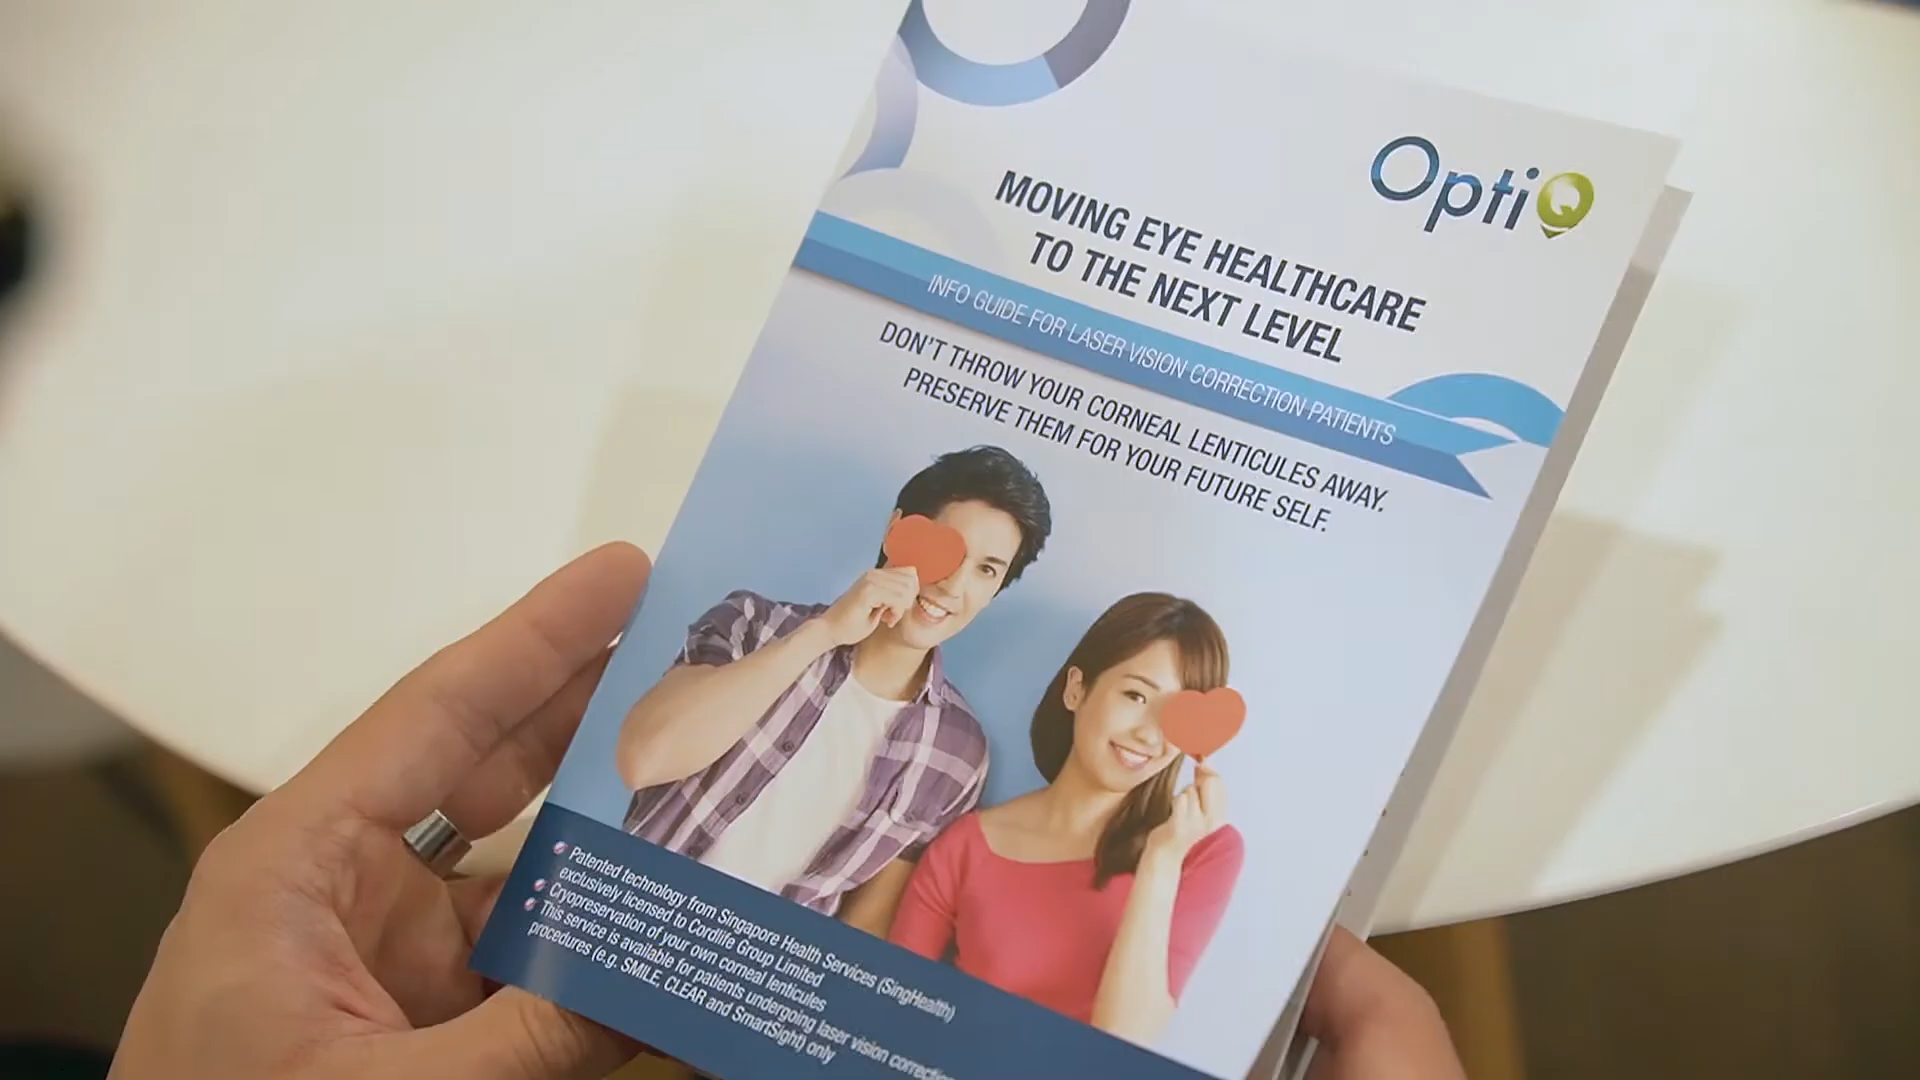 OptiQ
MOVING EYE HEALTHCARE
TO THE NEXT LEVEL
INFO GUIDE FOR LASER VISION CORRECTION PATIENTS
DON'T THROW YOUR CORNEAL LENTICULES AWAY.
PRESERVE THEM FOR YOUR FUTURE SELF.
Patented technology from Singapore Health Services (SingHealth)
exclusively licensed to Cordlife Group Limited
Cryopreservation of your own corneal lenticules
This service is available for patients undergoing laser vision correction
procedures (e.g. SMILE, CLEAR and SmartSight) only